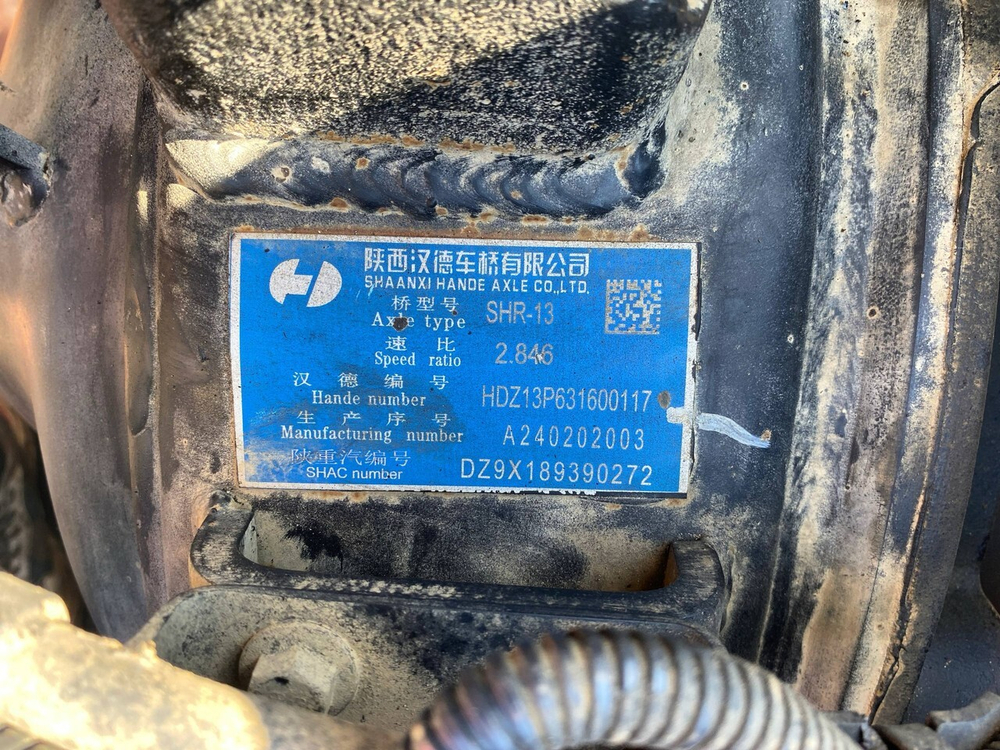 陕西汉德车桥有限公司
SHAANXI HANDE AXLE CO.,LTD.
桥型号
Axle type SHR-13
速比
Speed ratio 2.846
汉德编号
Hande number HDZ13P631600117
生产序号
Manufacturing number A240202003
陕重汽编号
SHAC number DZ9X189390272